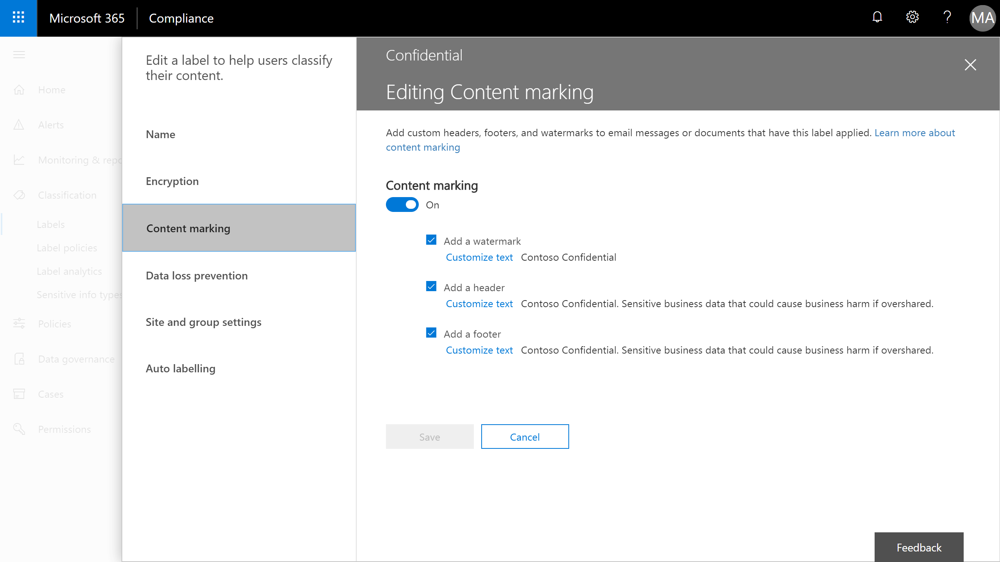 Microsoft 365
Compliance
MA
Home
Alerts
Monitoring & repo
Classification
Labels
Label policies
Label analytics
Sensitive info types
Policies
Data governance
Cases
Permissions
Edit a label to help users classify
their content.
Name
Encryption
Content marking
Data loss prevention
Site and group settings
Auto labelling
Confidential
Editing Content marking
Add custom headers, footers, and watermarks to email messages or documents that have this label applied. Learn more about
content marking
Content marking
On
Add a watermark
Customize text Contoso Confidential
Add a header
Customize text Contoso Confidential. Sensitive business data that could cause business harm if overshared.
Add a footer
Customize text Contoso Confidential. Sensitive business data that could cause business harm if overshared.
Save
Cancel
Feedback